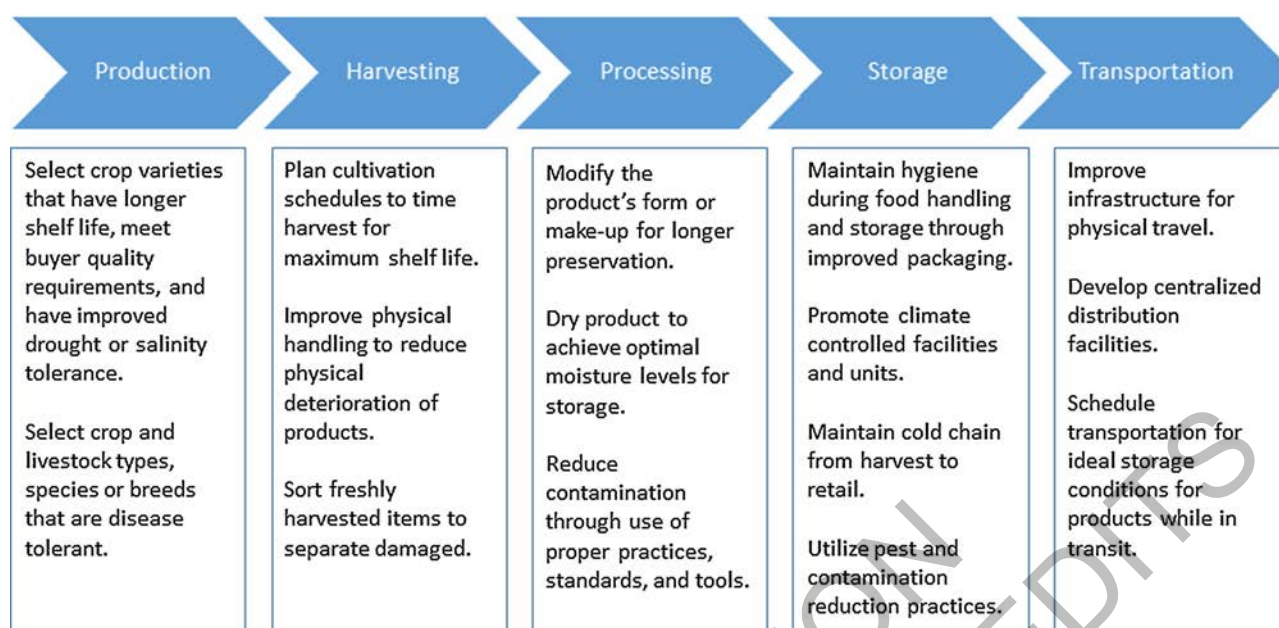 Production
Harvesting
Processing
Storage
Transportation
Select crop varieties
that have longer
shelf life, meet
buyer quality
requirements, and
have improved
drought or salinity
tolerance.
Select crop and
livestock types,
species or breeds
that are disease
tolerant.
Plan cultivation
schedules to time
harvest for
maximum shelf life.
Improve physical
handling to reduce
physical
deterioration of
products.
Sort freshly
harvested items to
separate damaged.
Modify the
product's form or
make-up for longer
preservation.
Dry product to
achieve optimal
moisture levels for
storage.
Reduce
contamination
through use of
proper practices,
standards, and tools.
Maintain hygiene
during food handling
and storage through
improved packaging.
Promote climate
controlled facilities
and units.
Maintain cold chain
from harvest to
retail.
Utilize pest and
contamination
reduction practices.
Improve
infrastructure for
physical travel.
Develop centralized
distribution
facilities.
Schedule
transportation for
ideal storage
conditions for
products while in
transit.
ON
EDITS